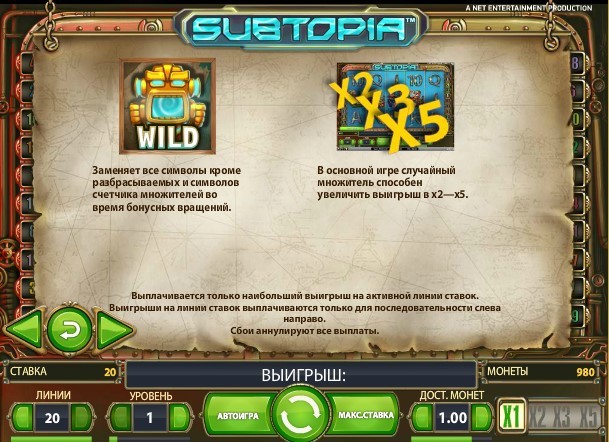 A NET ENTERTAINMENT PRODUCTION
SUBTOPIA™
SUBTOPIA
X2
X3
X5
WILD
Заменяет все символы кроме
разбрасываемых и символов
счетчика множителей во
время бонусных вращений.
В основной игре случайный
множитель способен
увеличить выигрыш в x2—x5.
Выплачивается только наибольший выигрыш на активной линии ставок.
Выигрыши на линии ставок выплачиваются только для последовательности слева
направо.
Сбои аннулируют все выплаты.
СТАВКА 20 ВЫИГРЫШ: МОНЕТЫ 980
ЛИНИИ УРОВЕНЬ ДОСТ. МОНЕТ
20 1 АВТОИГРА МАКС.СТАВКА 1.00 X1 X2 X3 X5